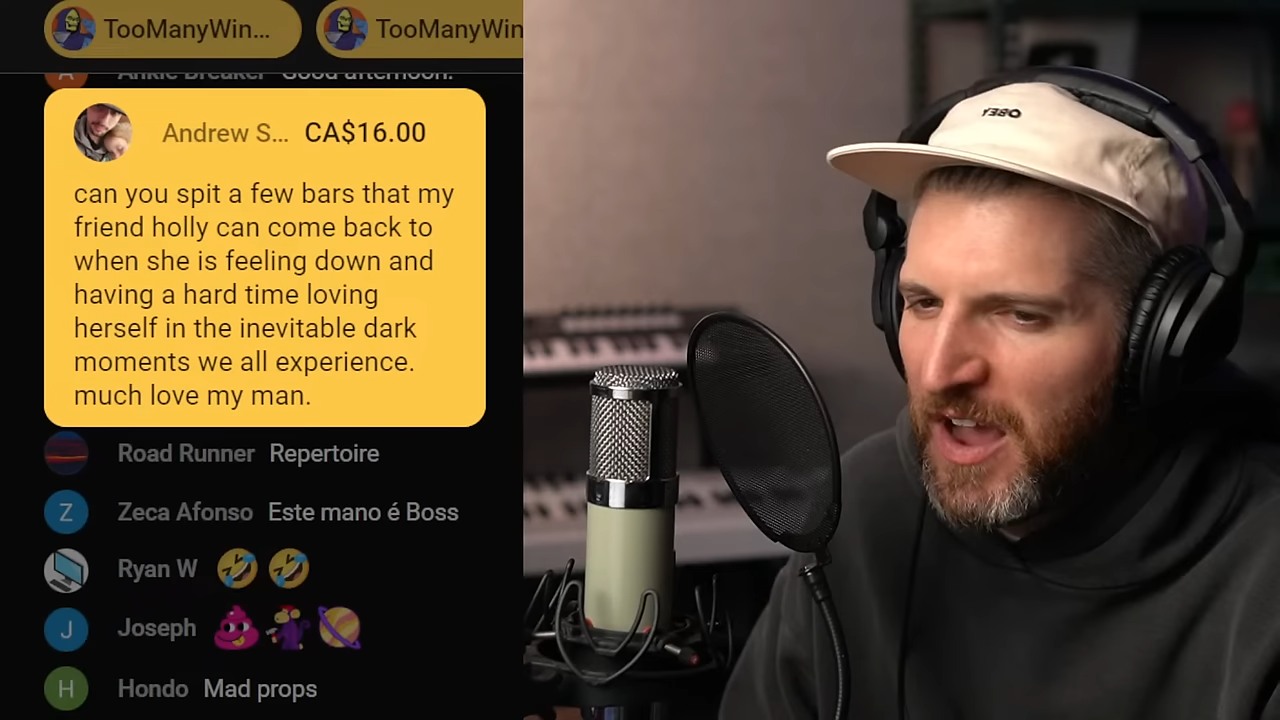 TooManyWin...
TooManyWin
Ankle Breaker Good afternoon.
Andrew S... CA$16.00
can you spit a few bars that my
friend holly can come back to
when she is feeling down and
having a hard time loving
herself in the inevitable dark
moments we all experience.
much love my man.
A
Road Runner Repertoire
Z
Zeca Afonso Este mano é Boss
Ryan W
J
Joseph
H
Hondo Mad props
OBEY